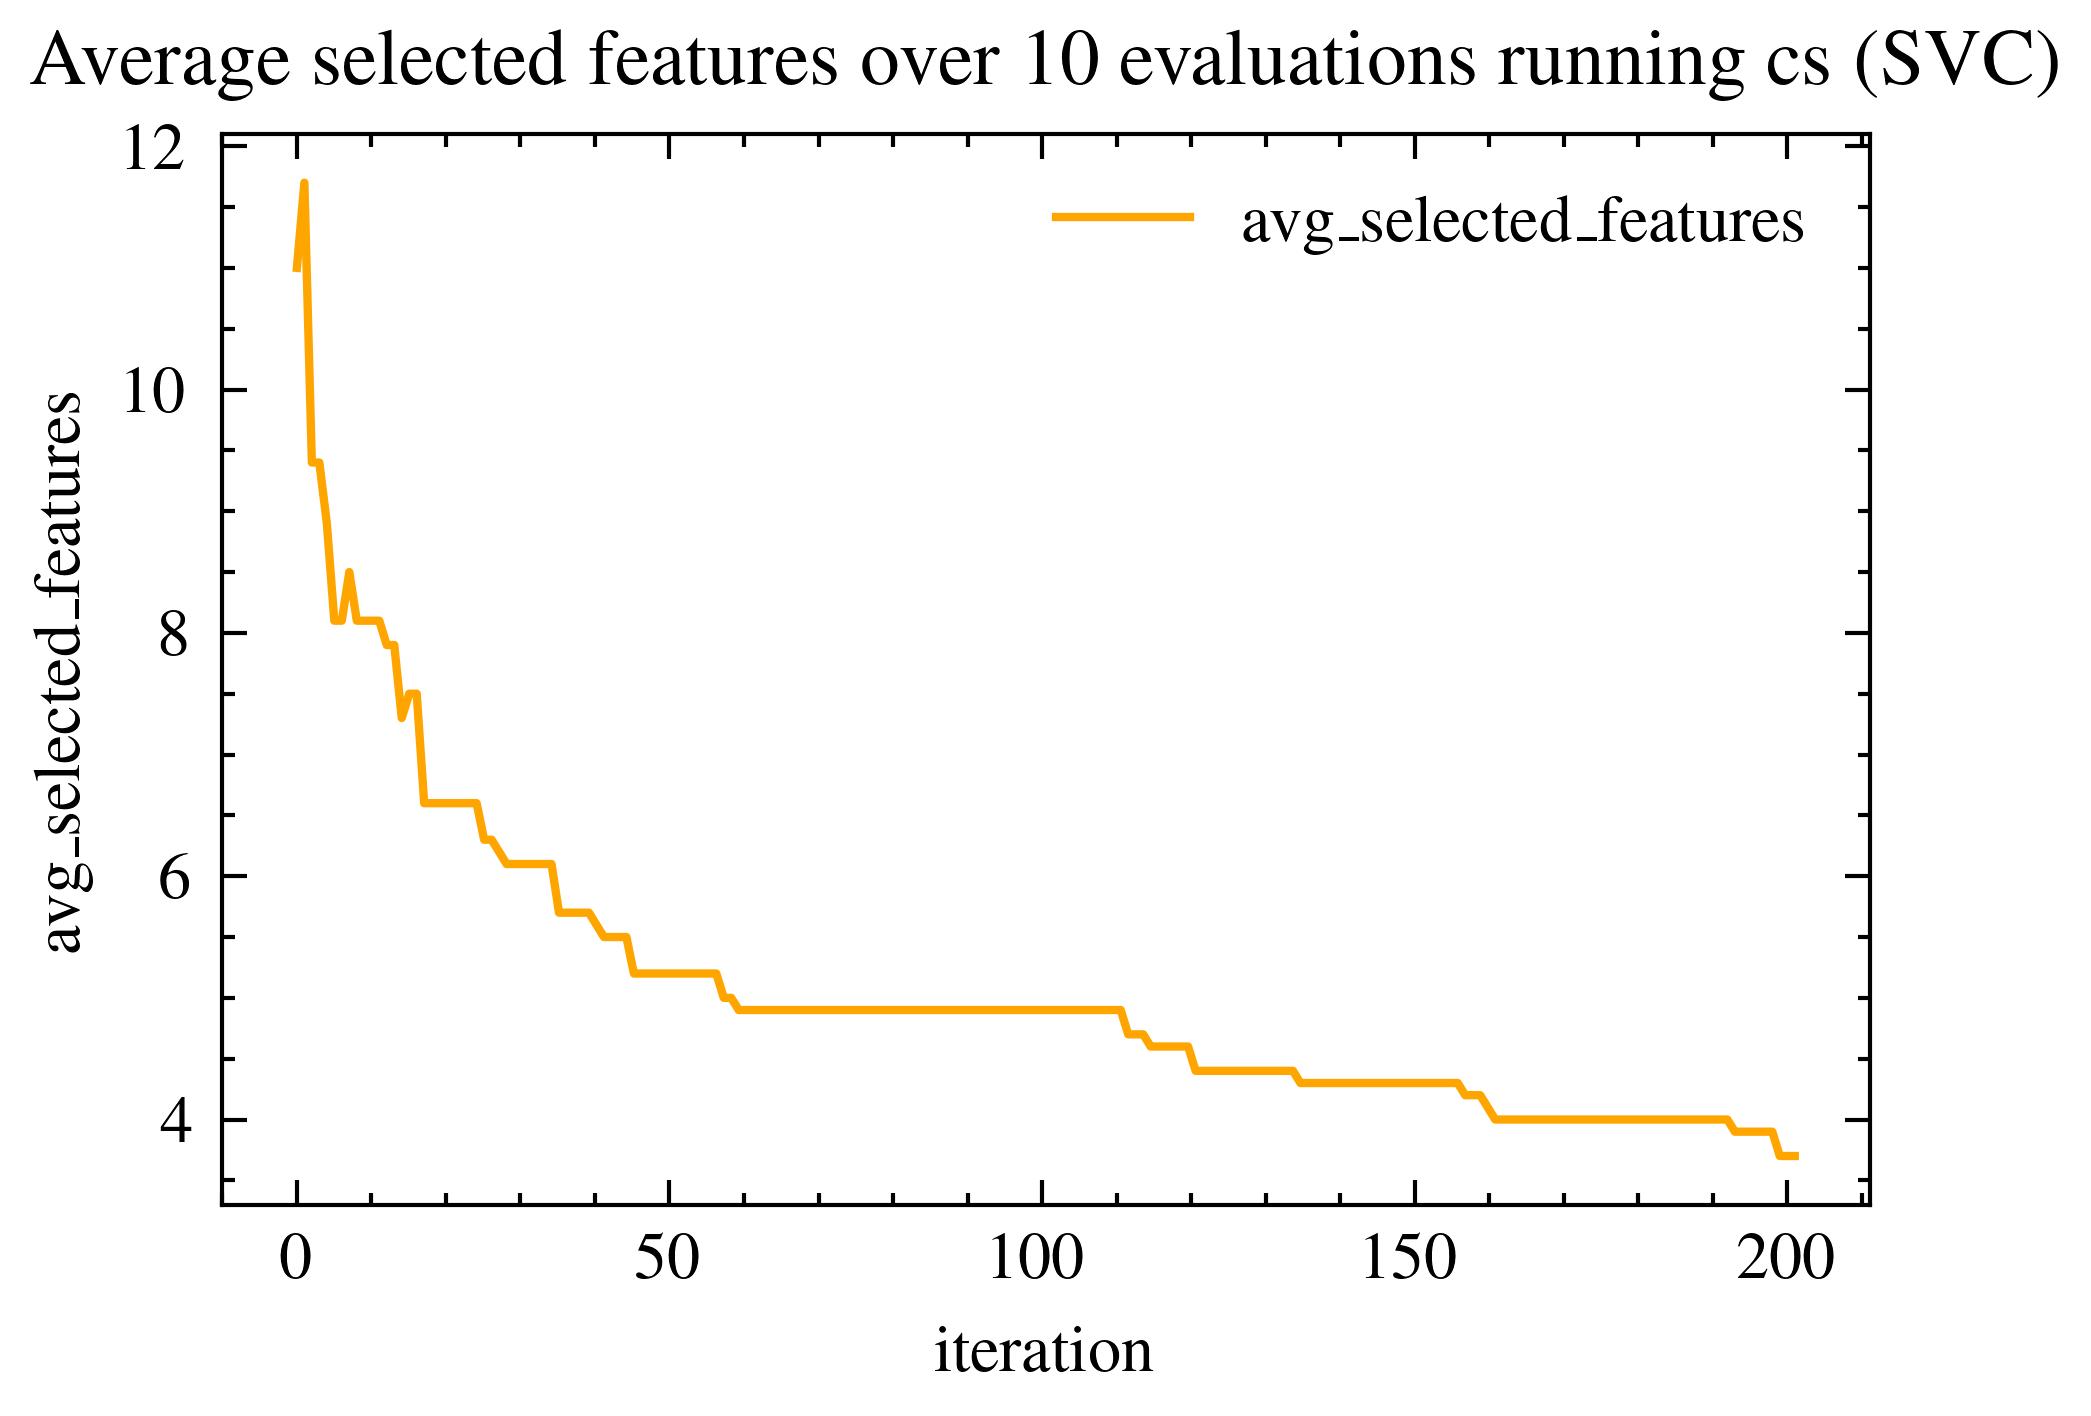 Average selected features over 10 evaluations running cs (SVC)
12
10
8
6
4
avg_selected_features
avg_selected_features
0
50
100
150
200
iteration